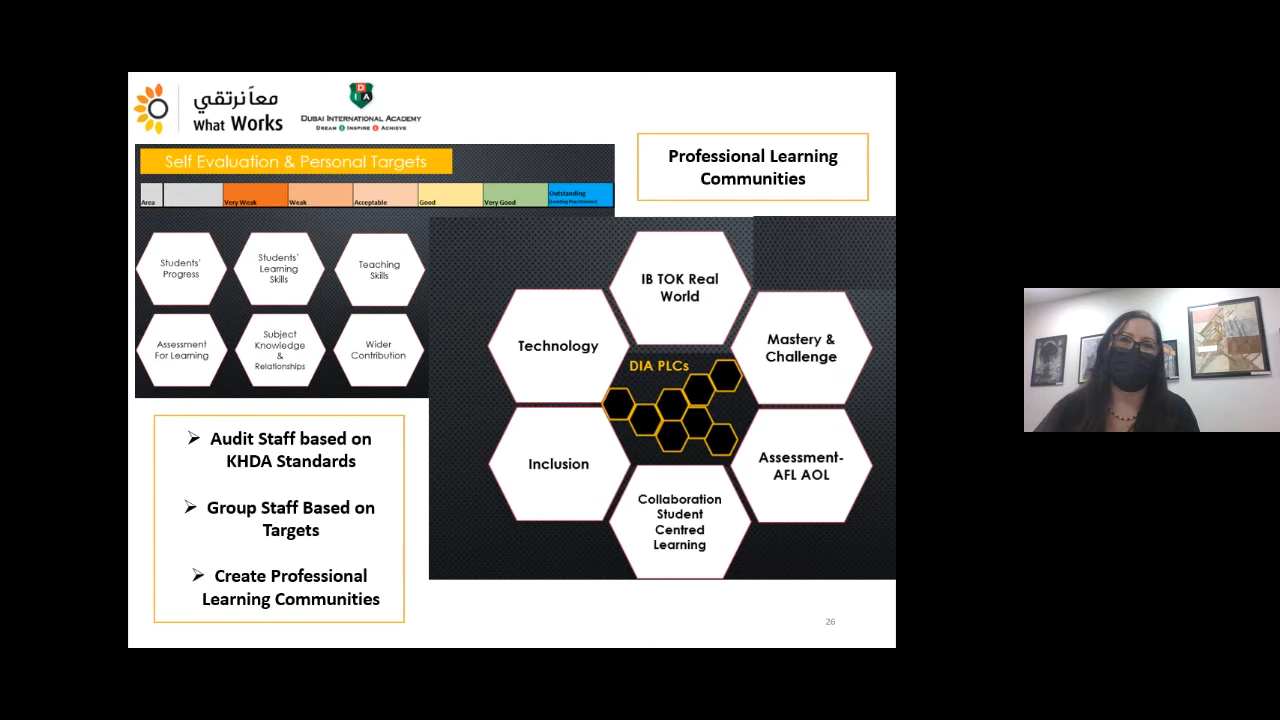 معاً نرتقي
What Works
D
I A
DUBAI INTERNATIONAL ACADEMY
DREAM INSPIRE ACHIEVE
Self Evaluation & Personal Targets
Area
Very Weak
Weak
Acceptable
Good
Very Good
Outstanding
(Leading Practitioner)
Professional Learning
Communities
Students'
Progress
Students'
Learning
Skills
Teaching
Skills
Assessment
For Learning
Subject
Knowledge
&
Relationships
Wider
Contribution
IB TOK Real
World
Technology
Mastery &
Challenge
DIA PLCs
Inclusion
Assessment-
AFL AOL
Collaboration
Student
Centred
Learning
➢ Audit Staff based on
KHDA Standards
➢ Group Staff Based on
Targets
➢ Create Professional
Learning Communities
26